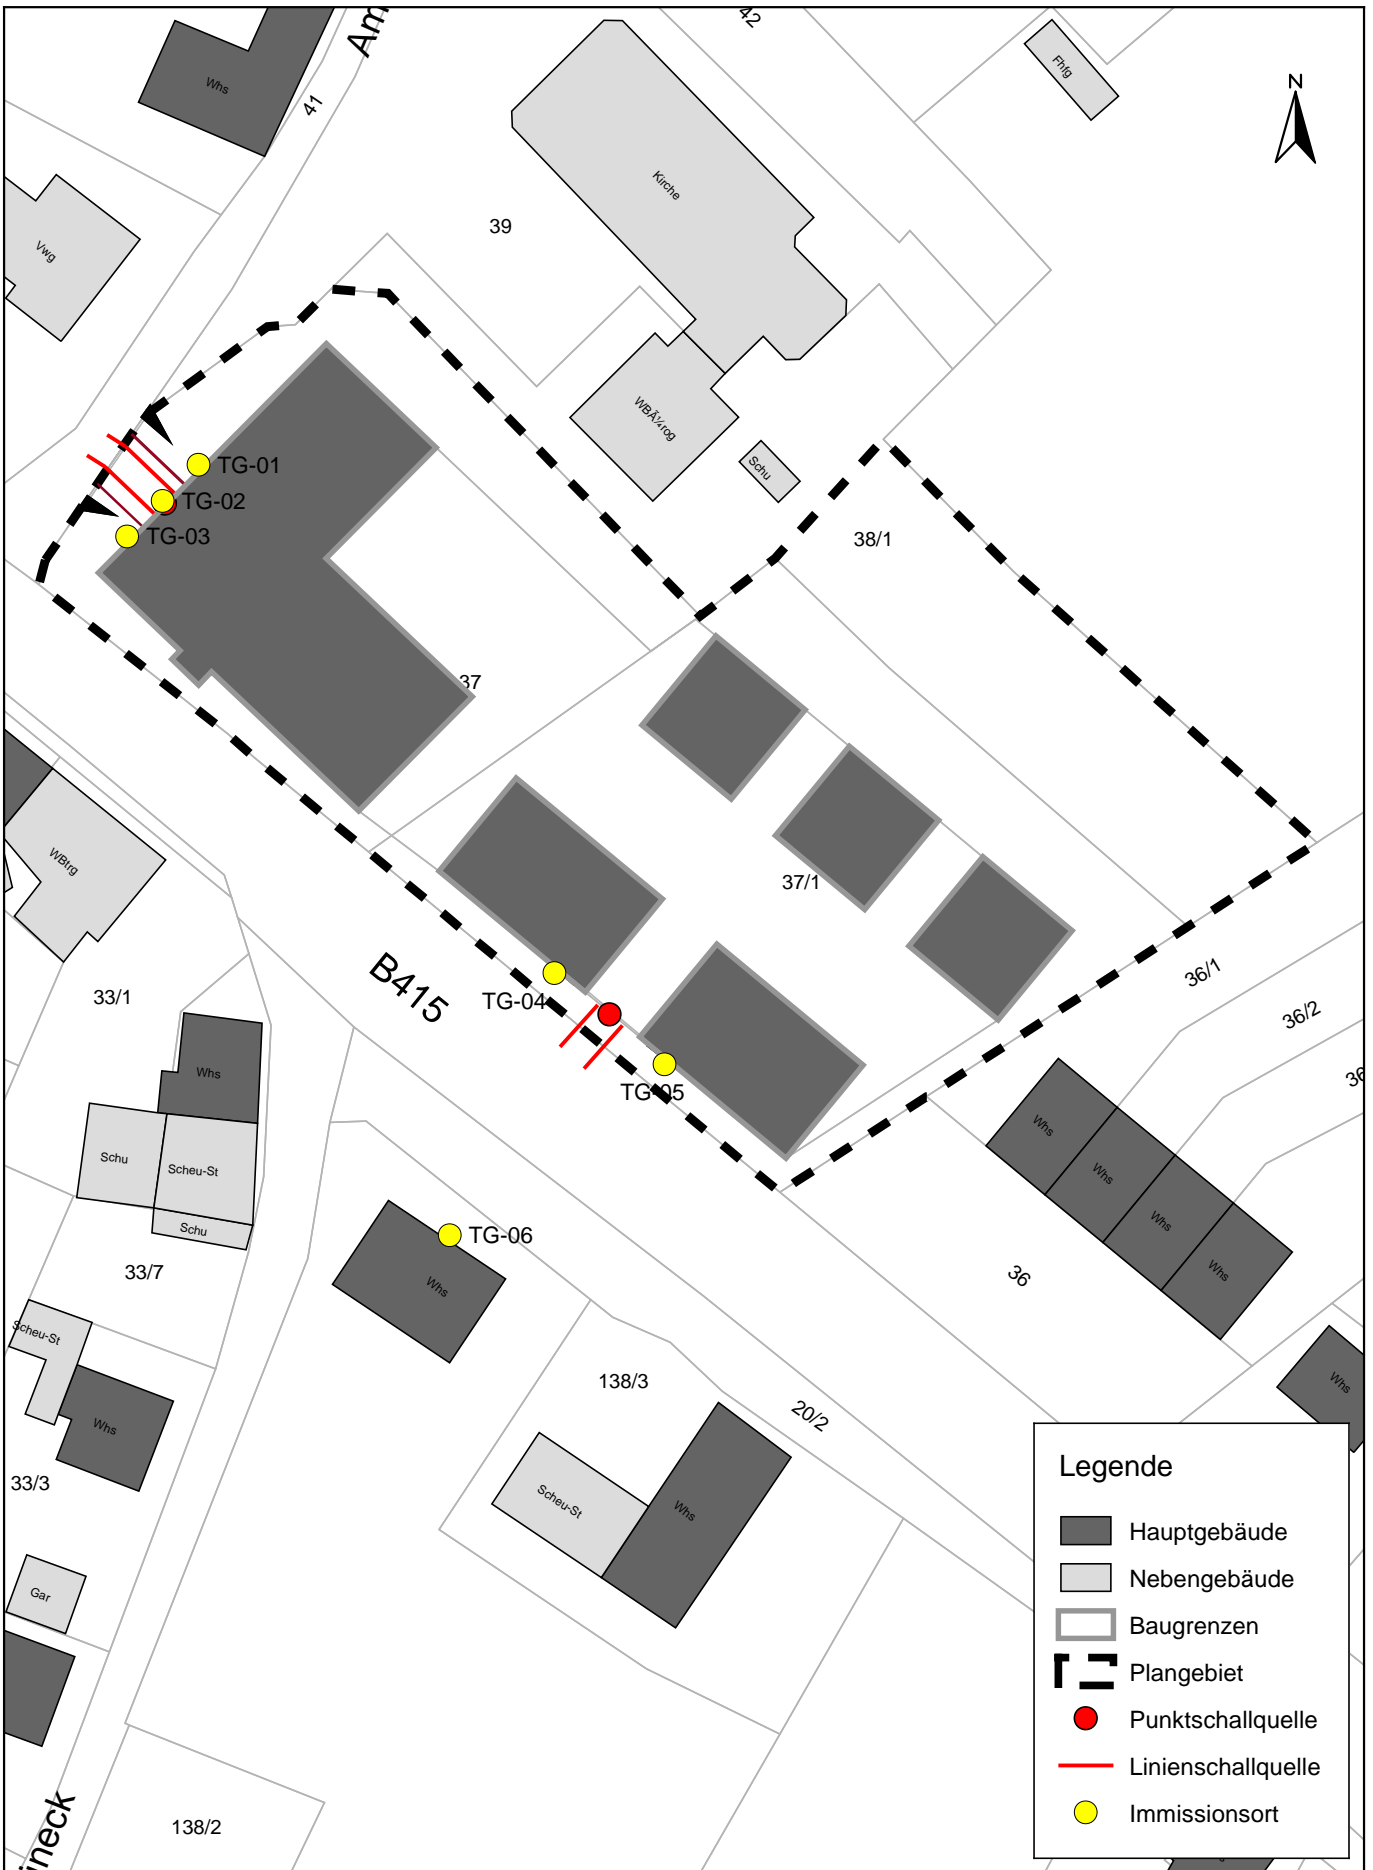 Am
42
Whs
41
Fhfg
N
Kirche
39
Vwg
WBÃ¼rog
TG-01
Schu
TG-02
TG-03
38/1
37
WBtrg
37/1
B415
36/1
33/1
TG-04
36/2
Whs
36
TG-05
Whs
Schu
Scheu-St
Whs
Schu
Whs
TG-06
Whs
33/7
36
Whs
Scheu-St
138/3
Whs
20/2
Whs
33/3
Scheu-St
Whs
Gar
ineck
138/2
Legende
Hauptgebäude
Nebengebäude
Baugrenzen
Plangebiet
Punktschallquelle
Linienschallquelle
Immissionsort